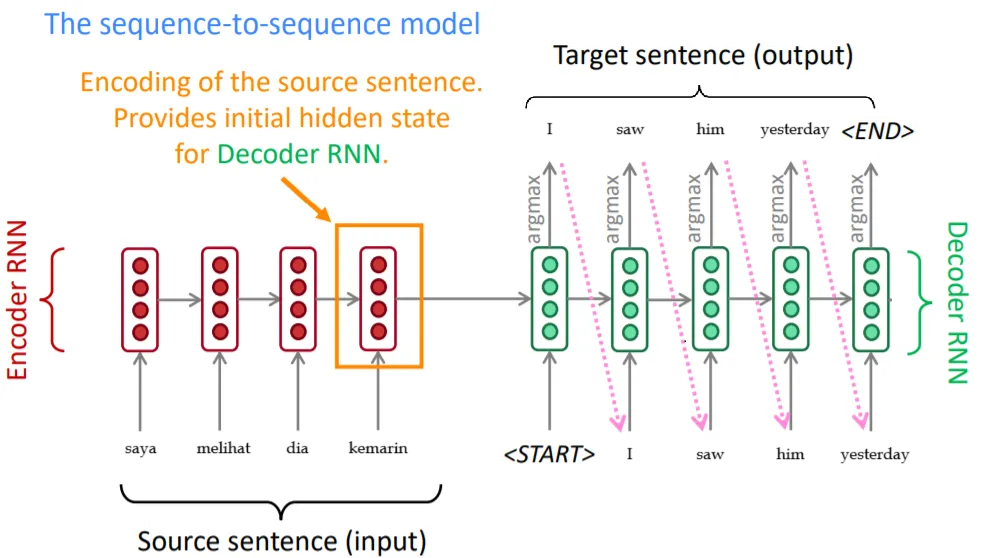 The sequence-to-sequence model
Encoding of the source sentence.
Provides initial hidden state
for Decoder RNN.
Target sentence (output)
I saw him yesterday <END>
argmax argmax argmax argmax argmax
Encoder RNN
Decoder RNN
saya melihat dia kemarin
<START> I saw him yesterday
Source sentence (input)